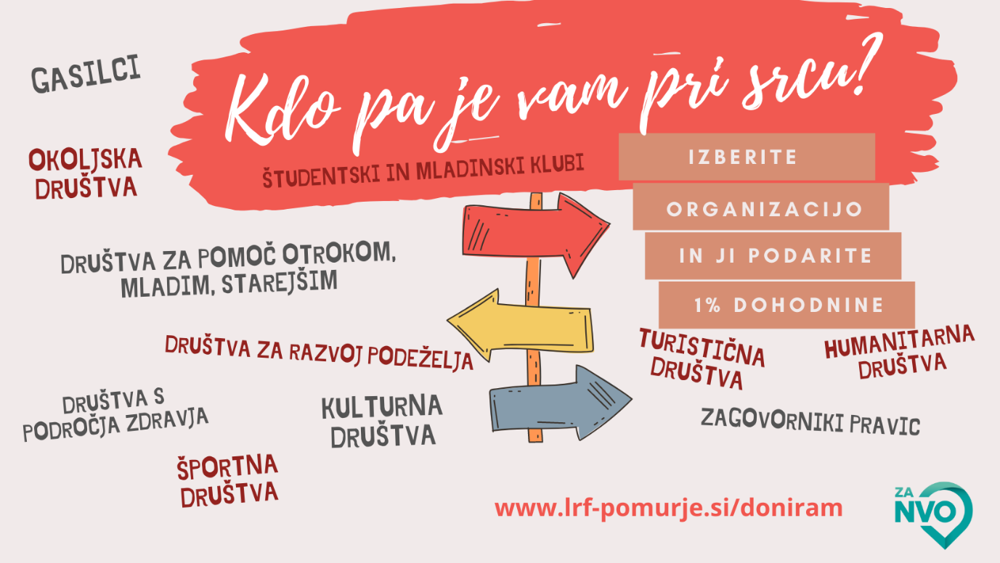 Kdo pa je vam pri srcu?
GASILCI
OKOLJSKA
DRUŠTVA
ŠTUDENTSKI IN MLADINSKI KLUBI
IZBERITE
ORGANIZACIJO
IN JI PODARITE
1% DOHODNINE
DRUŠTVA ZA POMOČ OTROKOM,
MLADIM, STAREJŠIM
DRUŠTVA ZA RAZVOJ PODEŽELJA
TURISTIČNA
DRUŠTVA
HUMANITARNA
DRUŠTVA
DRUŠTVA S
PODROČJA ZDRAVJA
KULTURNA
DRUŠTVA
ZAGOVORNIKI PRAVIC
ŠPORTNA
DRUŠTVA
www.lrf-pomurje.si/doniram
ZA
NVO